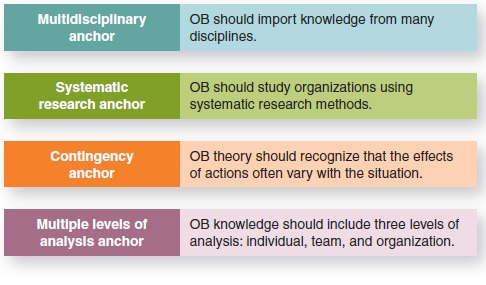 Multidisciplinary
anchor
OB should import knowledge from many
disciplines.
Systematic
research anchor
OB should study organizations using
systematic research methods.
Contingency
anchor
OB theory should recognize that the effects
of actions often vary with the situation.
Multiple levels of
analysis anchor
OB knowledge should include three levels of
analysis: individual, team, and organization.